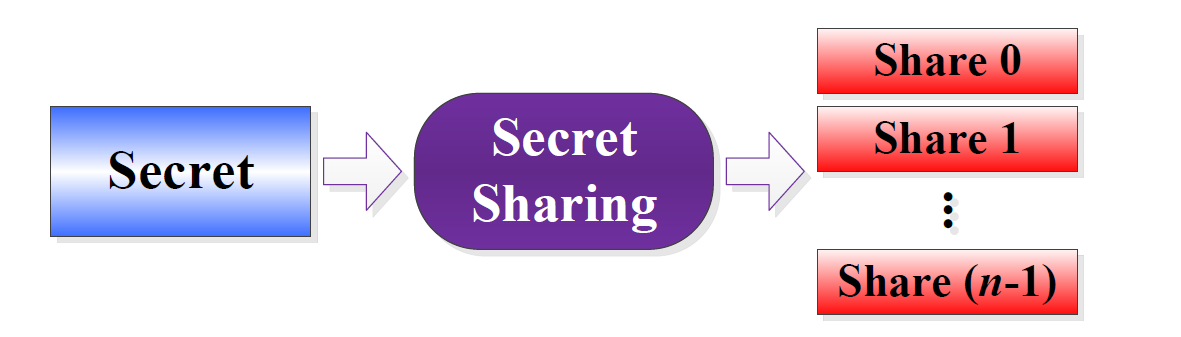 Secret
Secret
Sharing
Share 0
Share 1
Share (n-1)